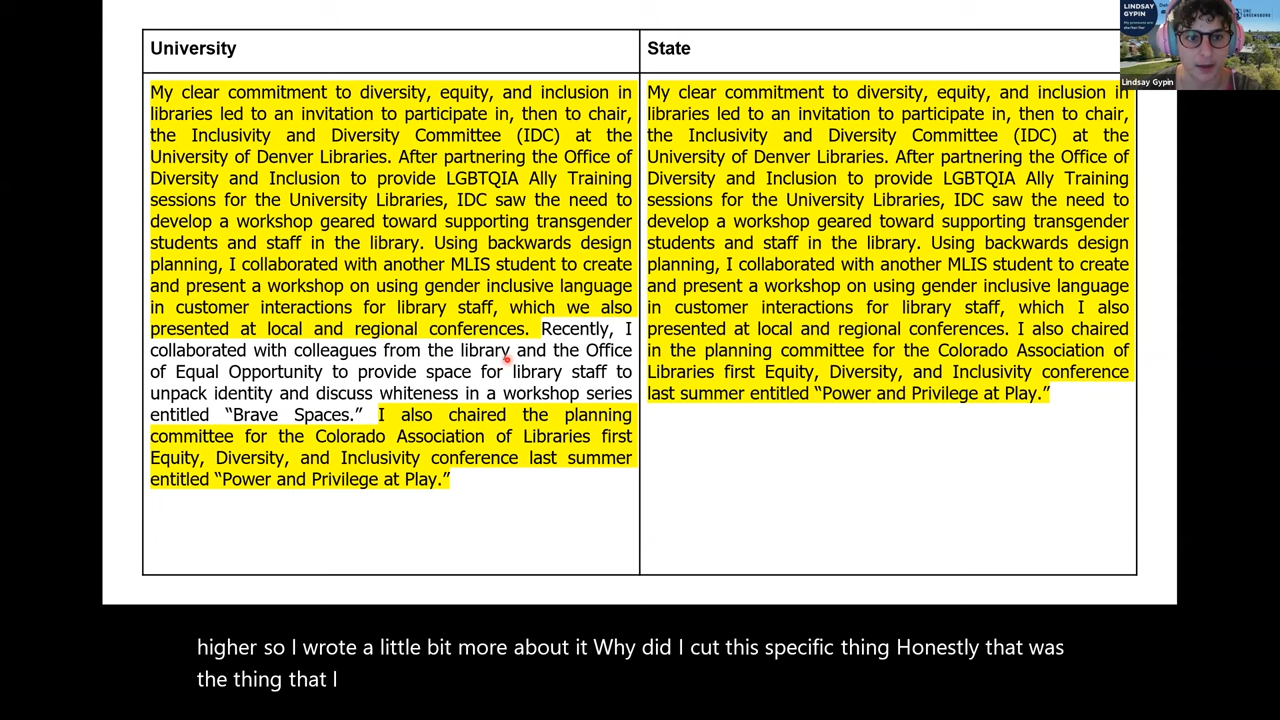 University
My clear commitment to diversity, equity, and inclusion in
libraries led to an invitation to participate in, then to chair,
the Inclusivity and Diversity Committee (IDC) at the
University of Denver Libraries. After partnering the Office of
Diversity and Inclusion to provide LGBTQIA Ally Training
sessions for the University Libraries, IDC saw the need to
develop a workshop geared toward supporting transgender
students and staff in the library. Using backwards design
planning, I collaborated with another MLIS student to create
and present a workshop on using gender inclusive language
in customer interactions for library staff, which we also
presented at local and regional conferences. Recently, I
collaborated with colleagues from the library and the Office
of Equal Opportunity to provide space for library staff to
unpack identity and discuss whiteness in a workshop series
entitled “Brave Spaces.” I also chaired the planning
committee for the Colorado Association of Libraries first
Equity, Diversity, and Inclusivity conference last summer
entitled “Power and Privilege at Play.”
State
My clear commitment to diversity, equity, and inclusion in
libraries led to an invitation to participate in, then to chair,
the Inclusivity and Diversity Committee (IDC) at the
University of Denver Libraries. After partnering the Office of
Diversity and Inclusion to provide LGBTQIA Ally Training
sessions for the University Libraries, IDC saw the need to
develop a workshop geared toward supporting transgender
students and staff in the library. Using backwards design
planning, I collaborated with another MLIS student to create
and present a workshop on using gender inclusive language
in customer interactions for library staff, which I also
presented at local and regional conferences. I also chaired
in the planning committee for the Colorado Association of
Libraries first Equity, Diversity, and Inclusivity conference
last summer entitled “Power and Privilege at Play.”
LINDSAY
GYPIN
Lindsay Gypin
higher so I wrote a little bit more about it Why did I cut this specific thing Honestly that was
the thing that I